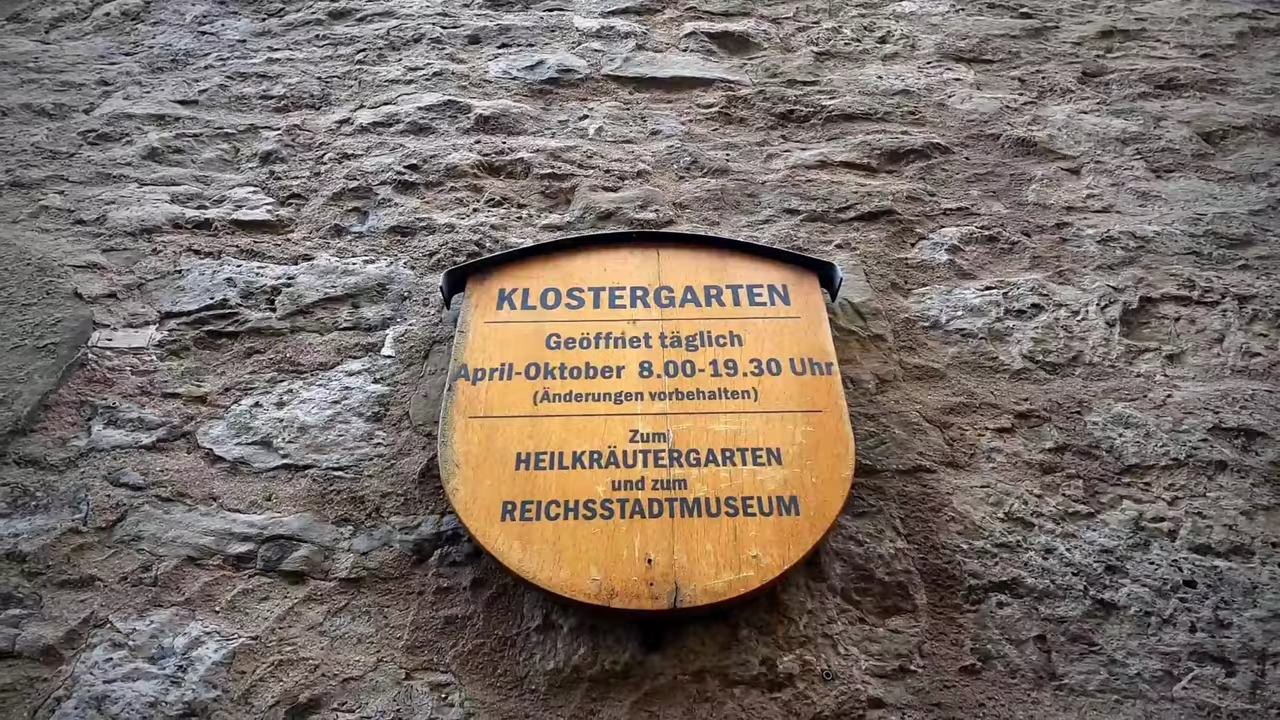 KLOSTERGARTEN
Geöffnet täglich
April-Oktober 8.00-19.30 Uhr
(Änderungen vorbehalten)
Zum
HEILKRÄUTERGARTEN
und zum
REICHSSTADTMUSEUM